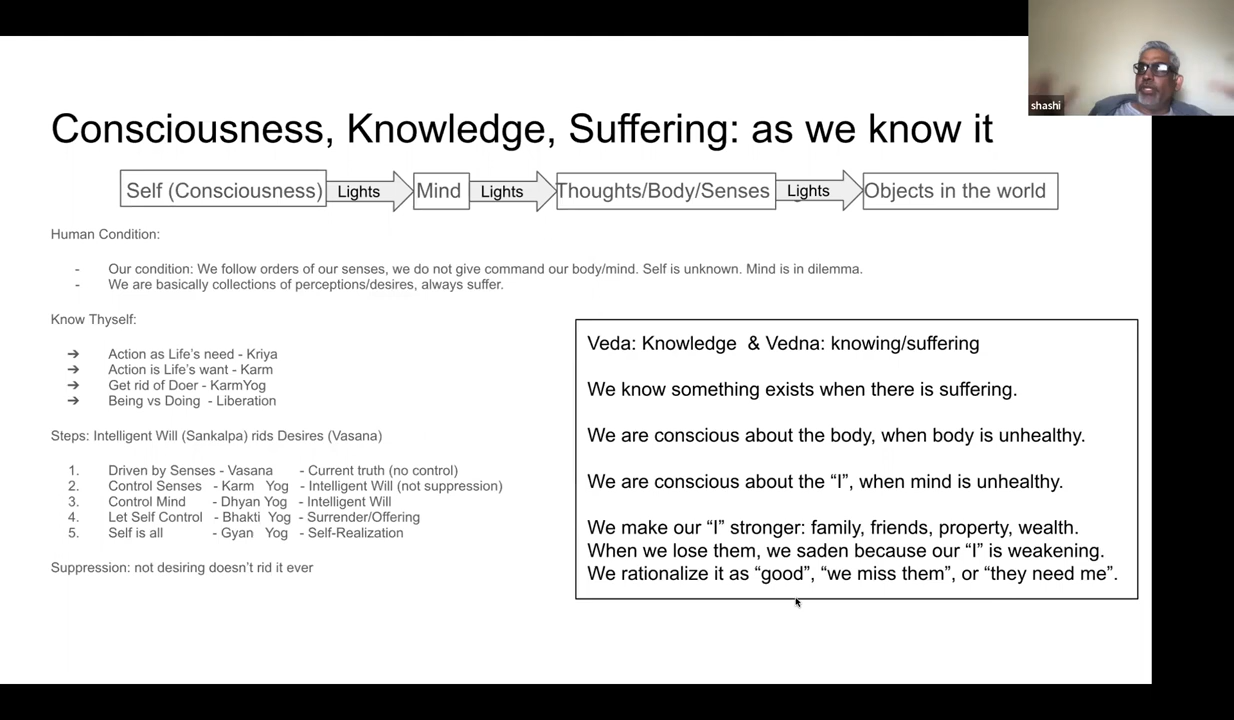 shashi
Consciousness, Knowledge, Suffering: as we know it
Self (Consciousness) Lights Mind Lights Thoughts/Body/Senses Lights Objects in the world
Human Condition:
- Our condition: We follow orders of our senses, we do not give command our body/mind. Self is unknown. Mind is in dilemma.
- We are basically collections of perceptions/desires, always suffer.
Know Thyself:
➔ Action as Life's need - Kriya
➔ Action is Life's want - Karm
➔ Get rid of Doer - KarmYog
➔ Being vs Doing - Liberation
Steps: Intelligent Will (Sankalpa) rids Desires (Vasana)
1. Driven by Senses - Vasana - Current truth (no control)
2. Control Senses - Karm Yog - Intelligent Will (not suppression)
3. Control Mind - Dhyan Yog - Intelligent Will
4. Let Self Control - Bhakti Yog - Surrender/Offering
5. Self is all - Gyan Yog - Self-Realization
Suppression: not desiring doesn't rid it ever
Veda: Knowledge & Vedna: knowing/suffering
We know something exists when there is suffering.
We are conscious about the body, when body is unhealthy.
We are conscious about the “I”, when mind is unhealthy.
We make our “I” stronger: family, friends, property, wealth.
When we lose them, we saden because our “I” is weakening.
We rationalize it as “good”, “we miss them”, or “they need me”.